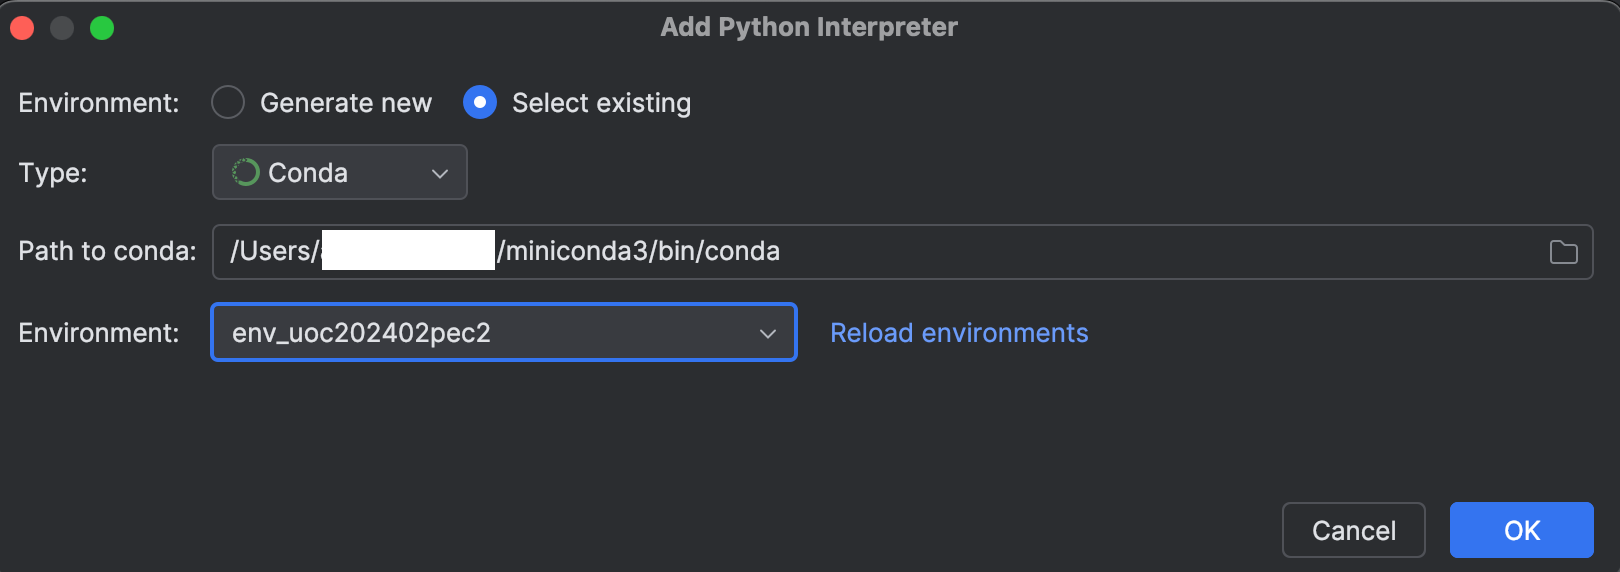 Add Python Interpreter
Environment: Generate new Select existing
Type: Conda
Path to conda: /Users/ /miniconda3/bin/conda
Environment: env_uoc202402pec2 Reload environments
Cancel OK